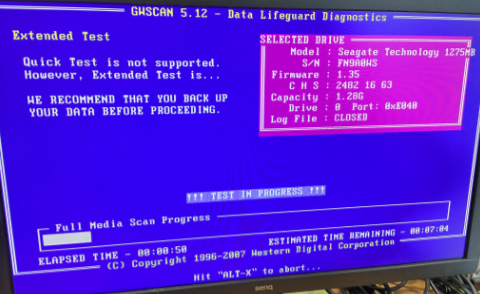 GWSCAN 5.12 - Data Lifeguard Diagnostics
Extended Test
Quick Test is not supported.
However, Extended Test is...
WE RECOMMEND THAT YOU BACK UP
YOUR DATA BEFORE PROCEEDING.
SELECTED DRIVE
Model : Seagate Technology 1275MB
S/N : FN9A0WS
Firmware : 1.35
C H S : 2482 16 63
Capacity : 1.28G
Drive : 0 Port: 0xE040
Log File : CLOSED
!!! TEST IN PROGRESS !!!
Full Media Scan Progress
ELAPSED TIME - 00:00:50
ESTIMATED TIME REMAINING - 00:07:04
(C) Copyright 1996-2007 Western Digital Corporation
Hit "ALT-X" to abort...
BenQ